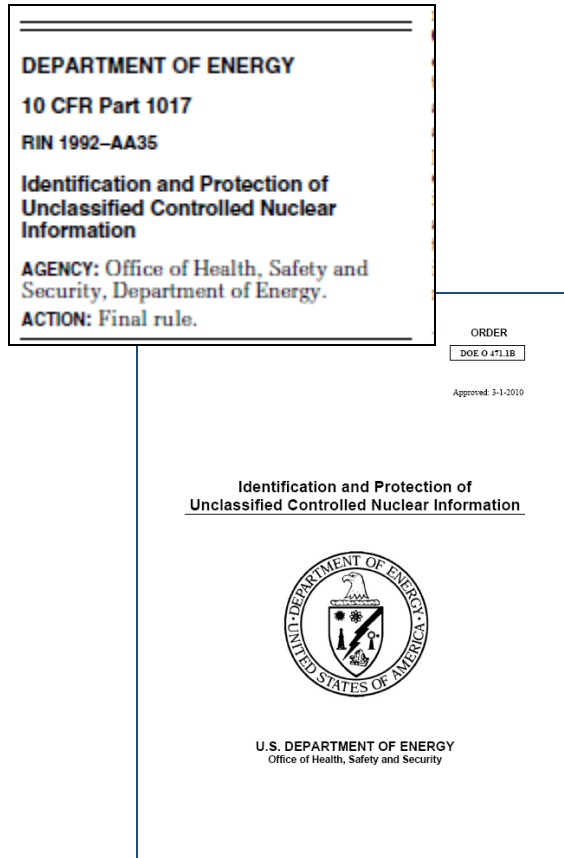 DEPARTMENT OF ENERGY
10 CFR Part 1017
RIN 1992–AA35
Identification and Protection of
Unclassified Controlled Nuclear
Information
AGENCY: Office of Health, Safety and
Security, Department of Energy.
ACTION: Final rule.
ORDER
DOE O 471.1B
Approved: 3-1-2010
Identification and Protection of
Unclassified Controlled Nuclear Information
DEPARTMENT OF ENERGY
UNITED STATES OF AMERICA
U.S. DEPARTMENT OF ENERGY
Office of Health, Safety and Security